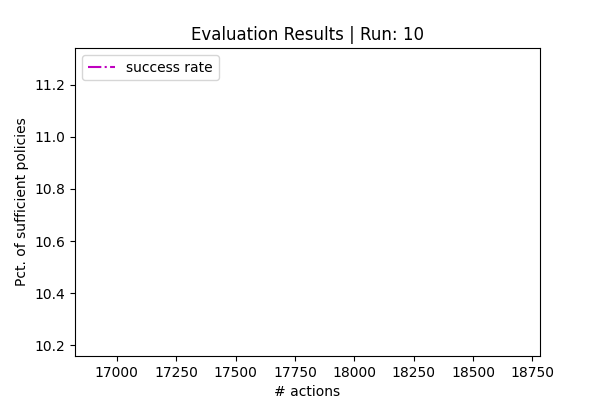 Evaluation Results | Run: 10
success rate
Pct. of sufficient policies
11.2
11.0
10.8
10.6
10.4
10.2
17000 17250 17500 17750 18000 18250 18500 18750
# actions